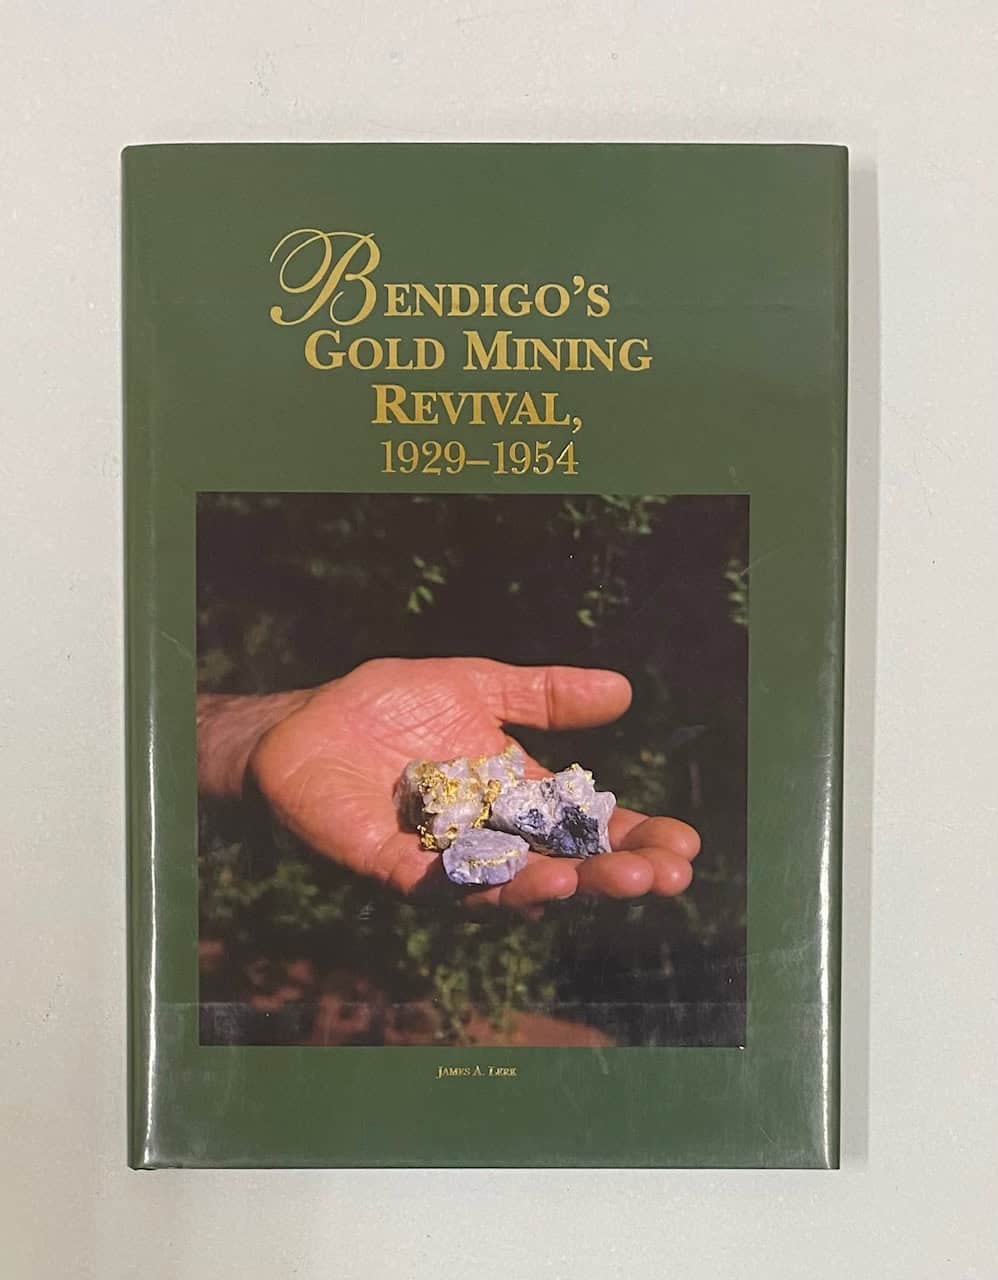 Bendigo's
Gold Mining
Revival,
1929–1954
James A. Lerk